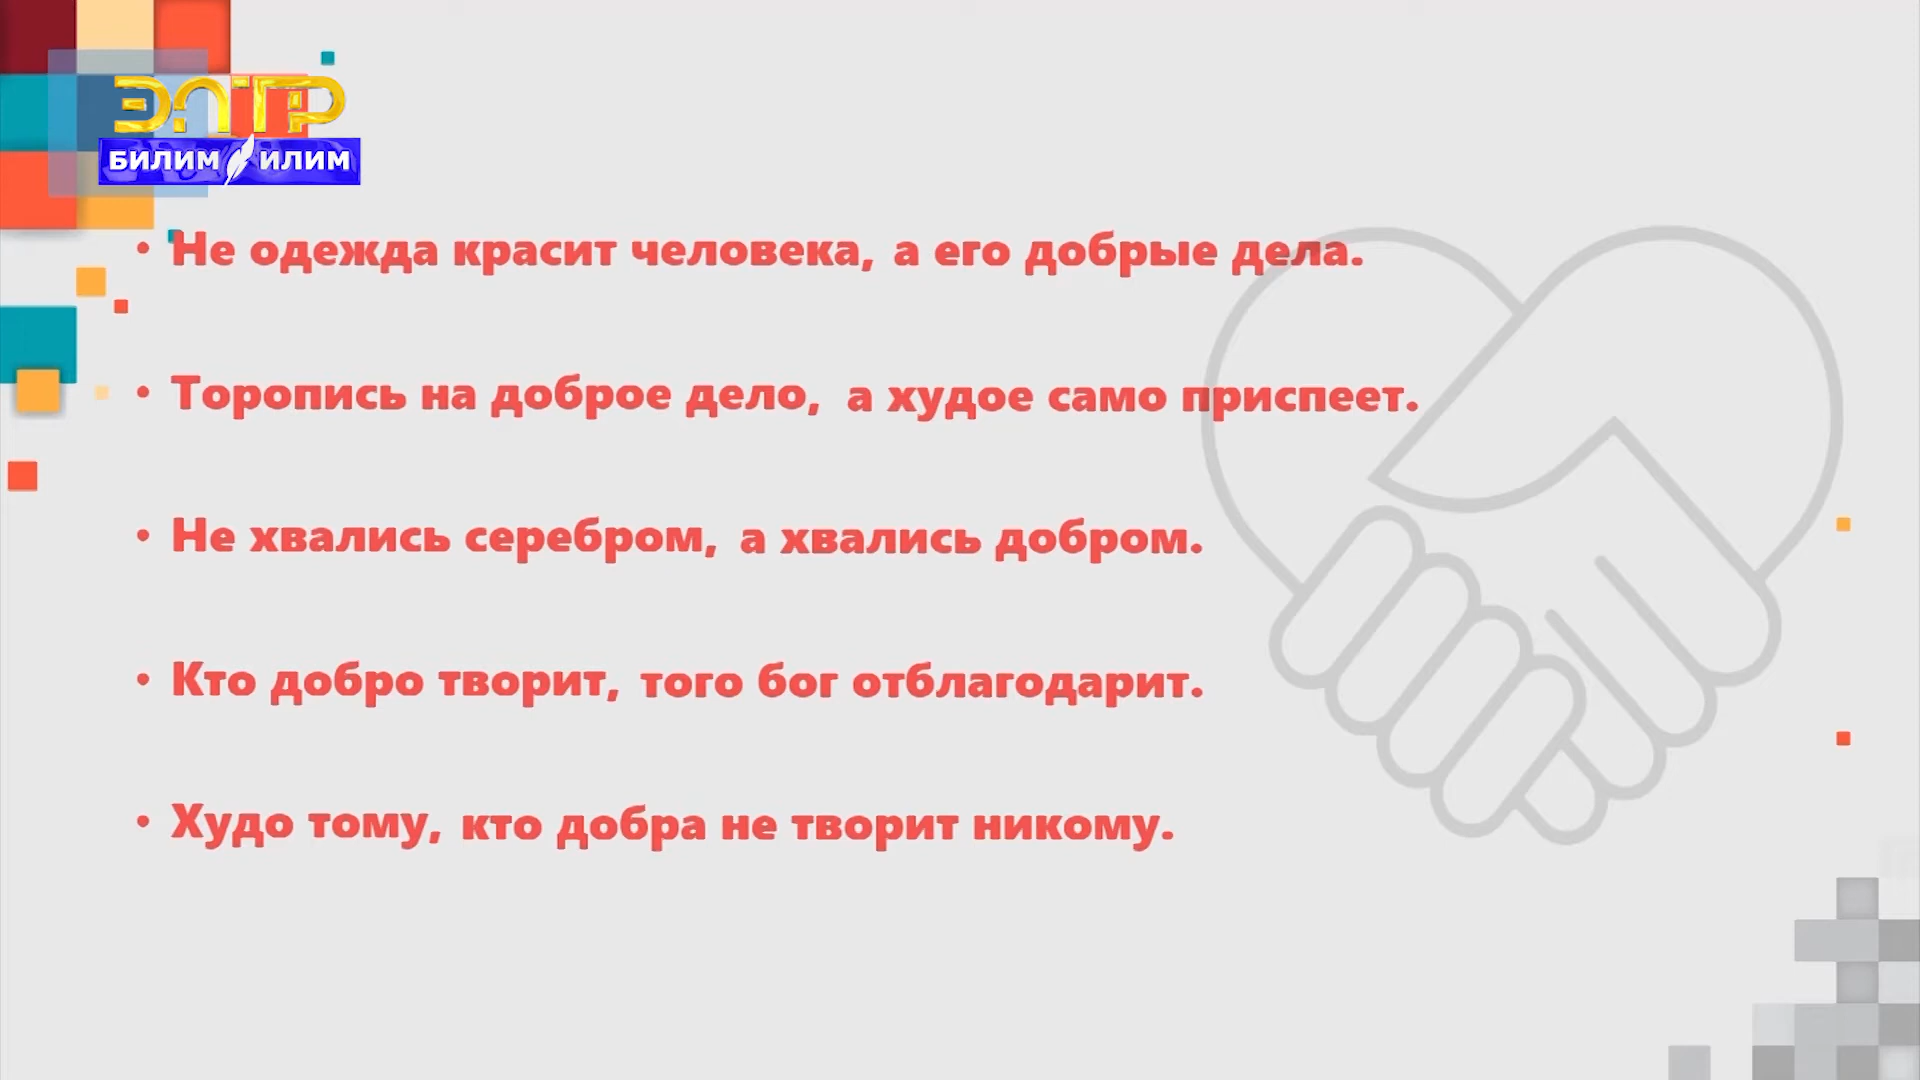 ЭЛТР
БИЛИМ ИЛИМ
• Не одежда красит человека, а его добрые дела.
• Торопись на доброе дело, а худое само приспеет.
• Не хвались серебром, а хвались добром.
• Кто добро творит, того бог отблагодарит.
• Худо тому, кто добра не творит никому.